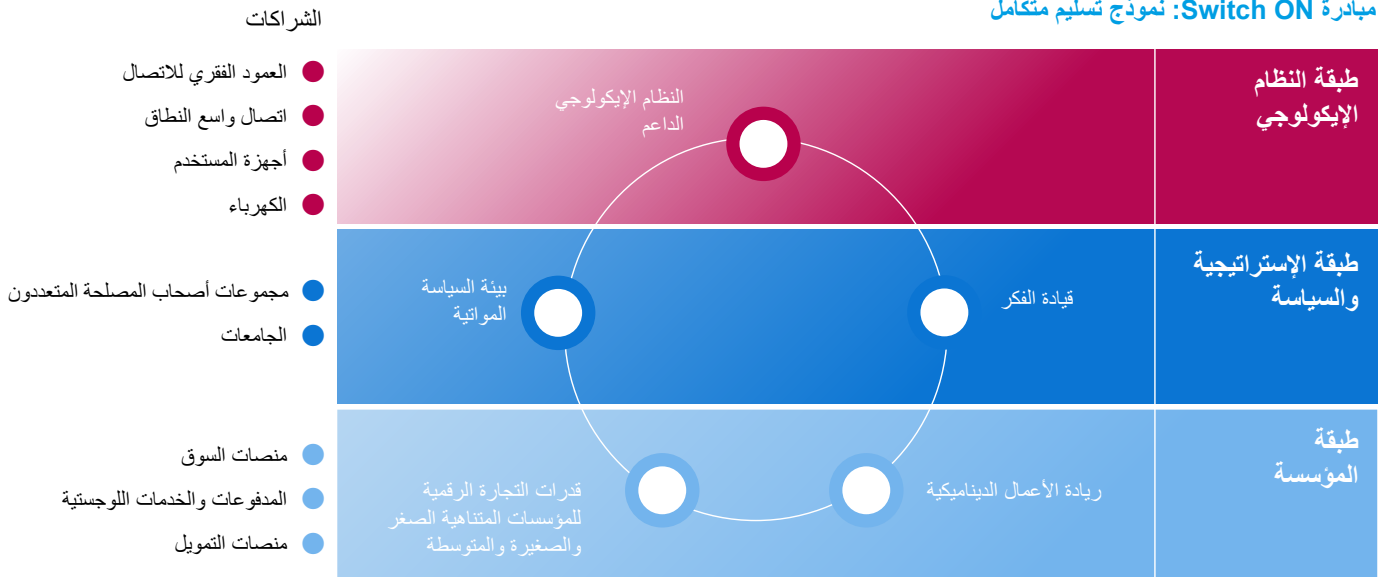 مبادرة Switch ON: نموذج تسليم متكامل
الشراكات
طبقة النظام
الإيكولوجي
النظام الإيكولوجي
الداعم
العمود الفقري للاتصال
اتصال واسع النطاق
أجهزة المستخدم
الكهرباء
طبقة الإستراتيجية
والسياسة
قيادة الفكر
بيئة السياسة
المواتية
مجموعات أصحاب المصلحة المتعددون
الجامعات
طبقة
المؤسسة
ريادة الأعمال الديناميكية
قدرات التجارة الرقمية
للمؤسسات المتناهية الصغر
والصغيرة والمتوسطة
منصات السوق
المدفوعات والخدمات اللوجستية
منصات التمويل